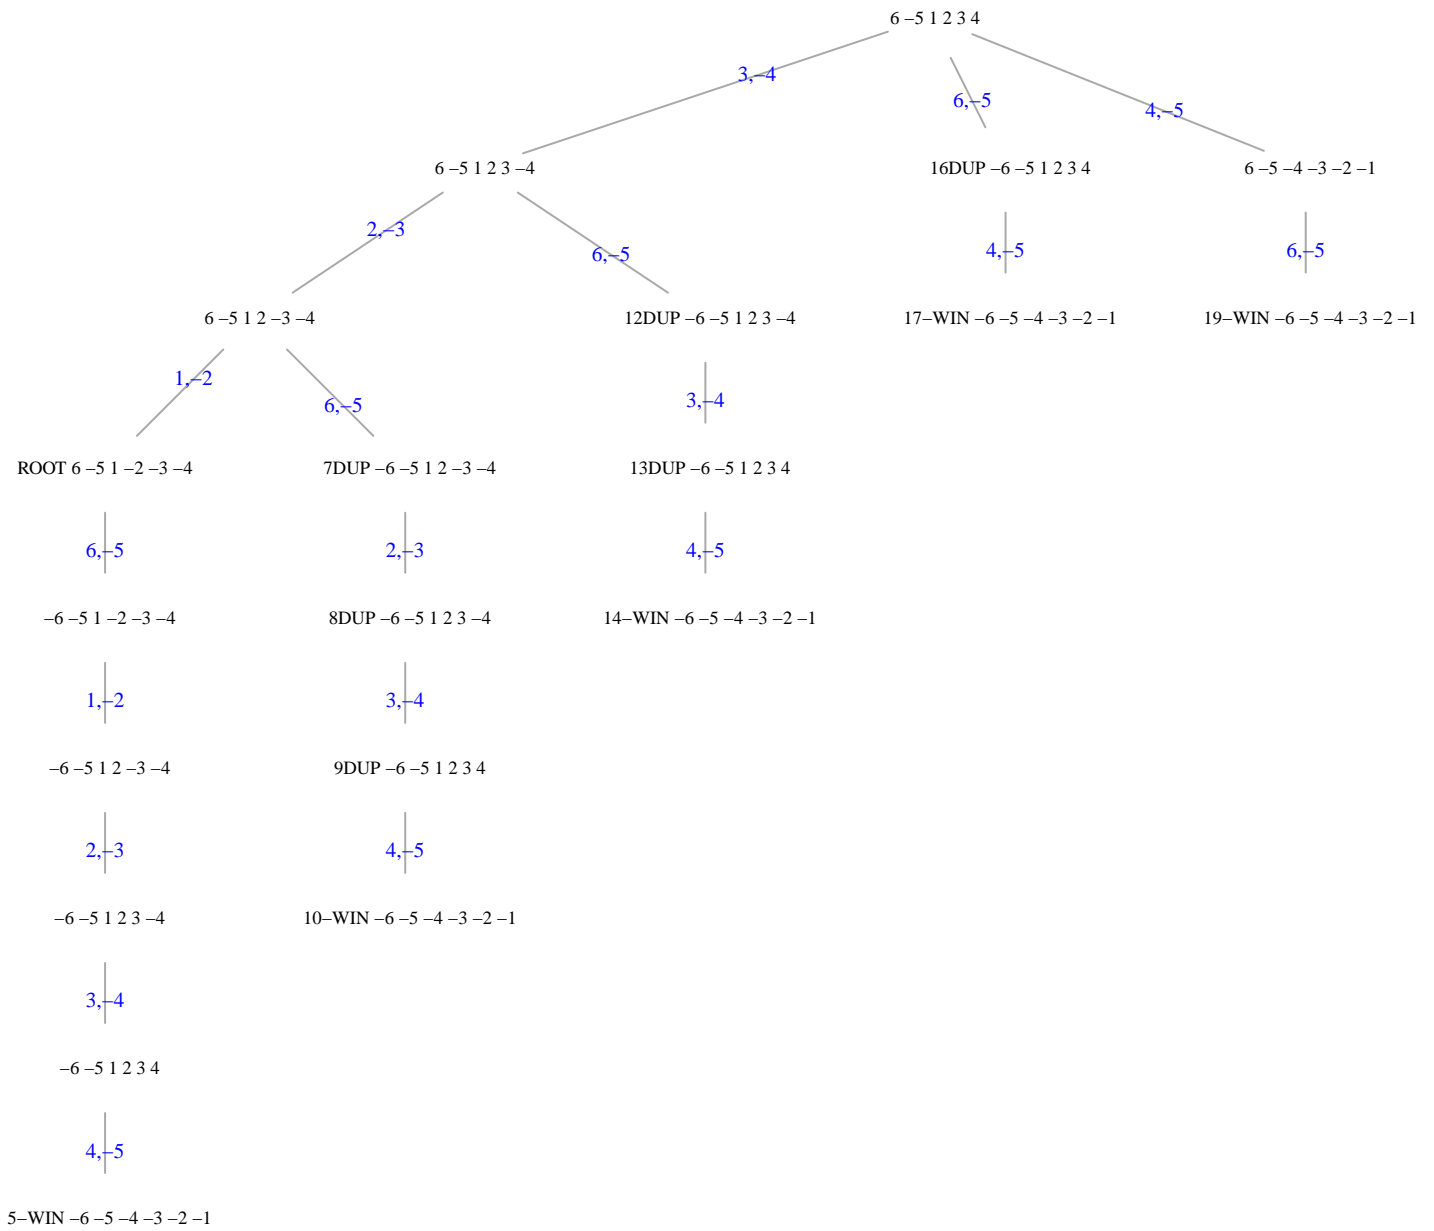 6 –5 1 2 3 4
3,–4
6,–5
4,–5
6 –5 1 2 3 –4
16DUP –6 –5 1 2 3 4
6 –5 –4 –3 –2 –1
2,–3
6,–5
4,–5
6,–5
6 –5 1 2 –3 –4
12DUP –6 –5 1 2 3 –4
17–WIN –6 –5 –4 –3 –2 –1
19–WIN –6 –5 –4 –3 –2 –1
1,–2
6,–5
3,–4
ROOT 6 –5 1 –2 –3 –4
7DUP –6 –5 1 2 –3 –4
13DUP –6 –5 1 2 3 4
6,–5
2,–3
4,–5
–6 –5 1 –2 –3 –4
8DUP –6 –5 1 2 3 –4
14–WIN –6 –5 –4 –3 –2 –1
1,–2
3,–4
–6 –5 1 2 –3 –4
9DUP –6 –5 1 2 3 4
2,–3
4,–5
–6 –5 1 2 3 –4
10–WIN –6 –5 –4 –3 –2 –1
3,–4
–6 –5 1 2 3 4
4,–5
5–WIN –6 –5 –4 –3 –2 –1